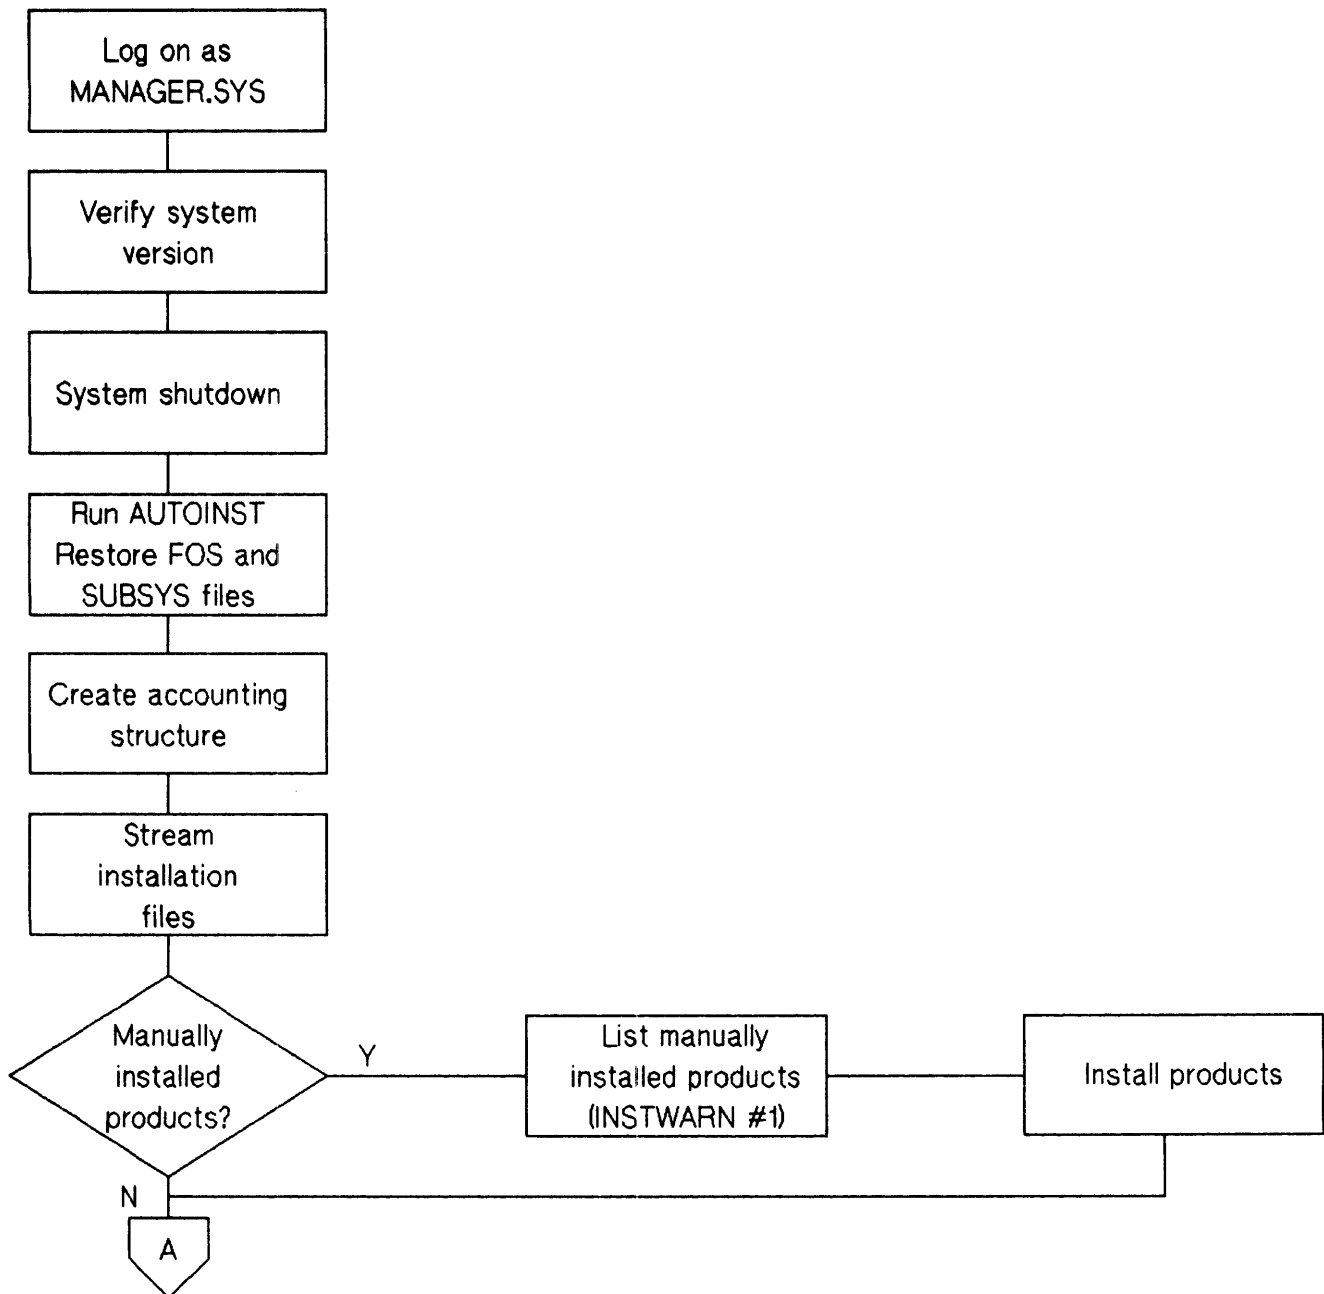 Log on as
MANAGER.SYS
Verify system
version
System shutdown
Run AUTOINST
Restore FOS and
SUBSYS files
Create accounting
structure
Stream
installation
files
Manually
installed
products?
Y
List manually
installed products
(INSTWARN #1)
Install products
N
A